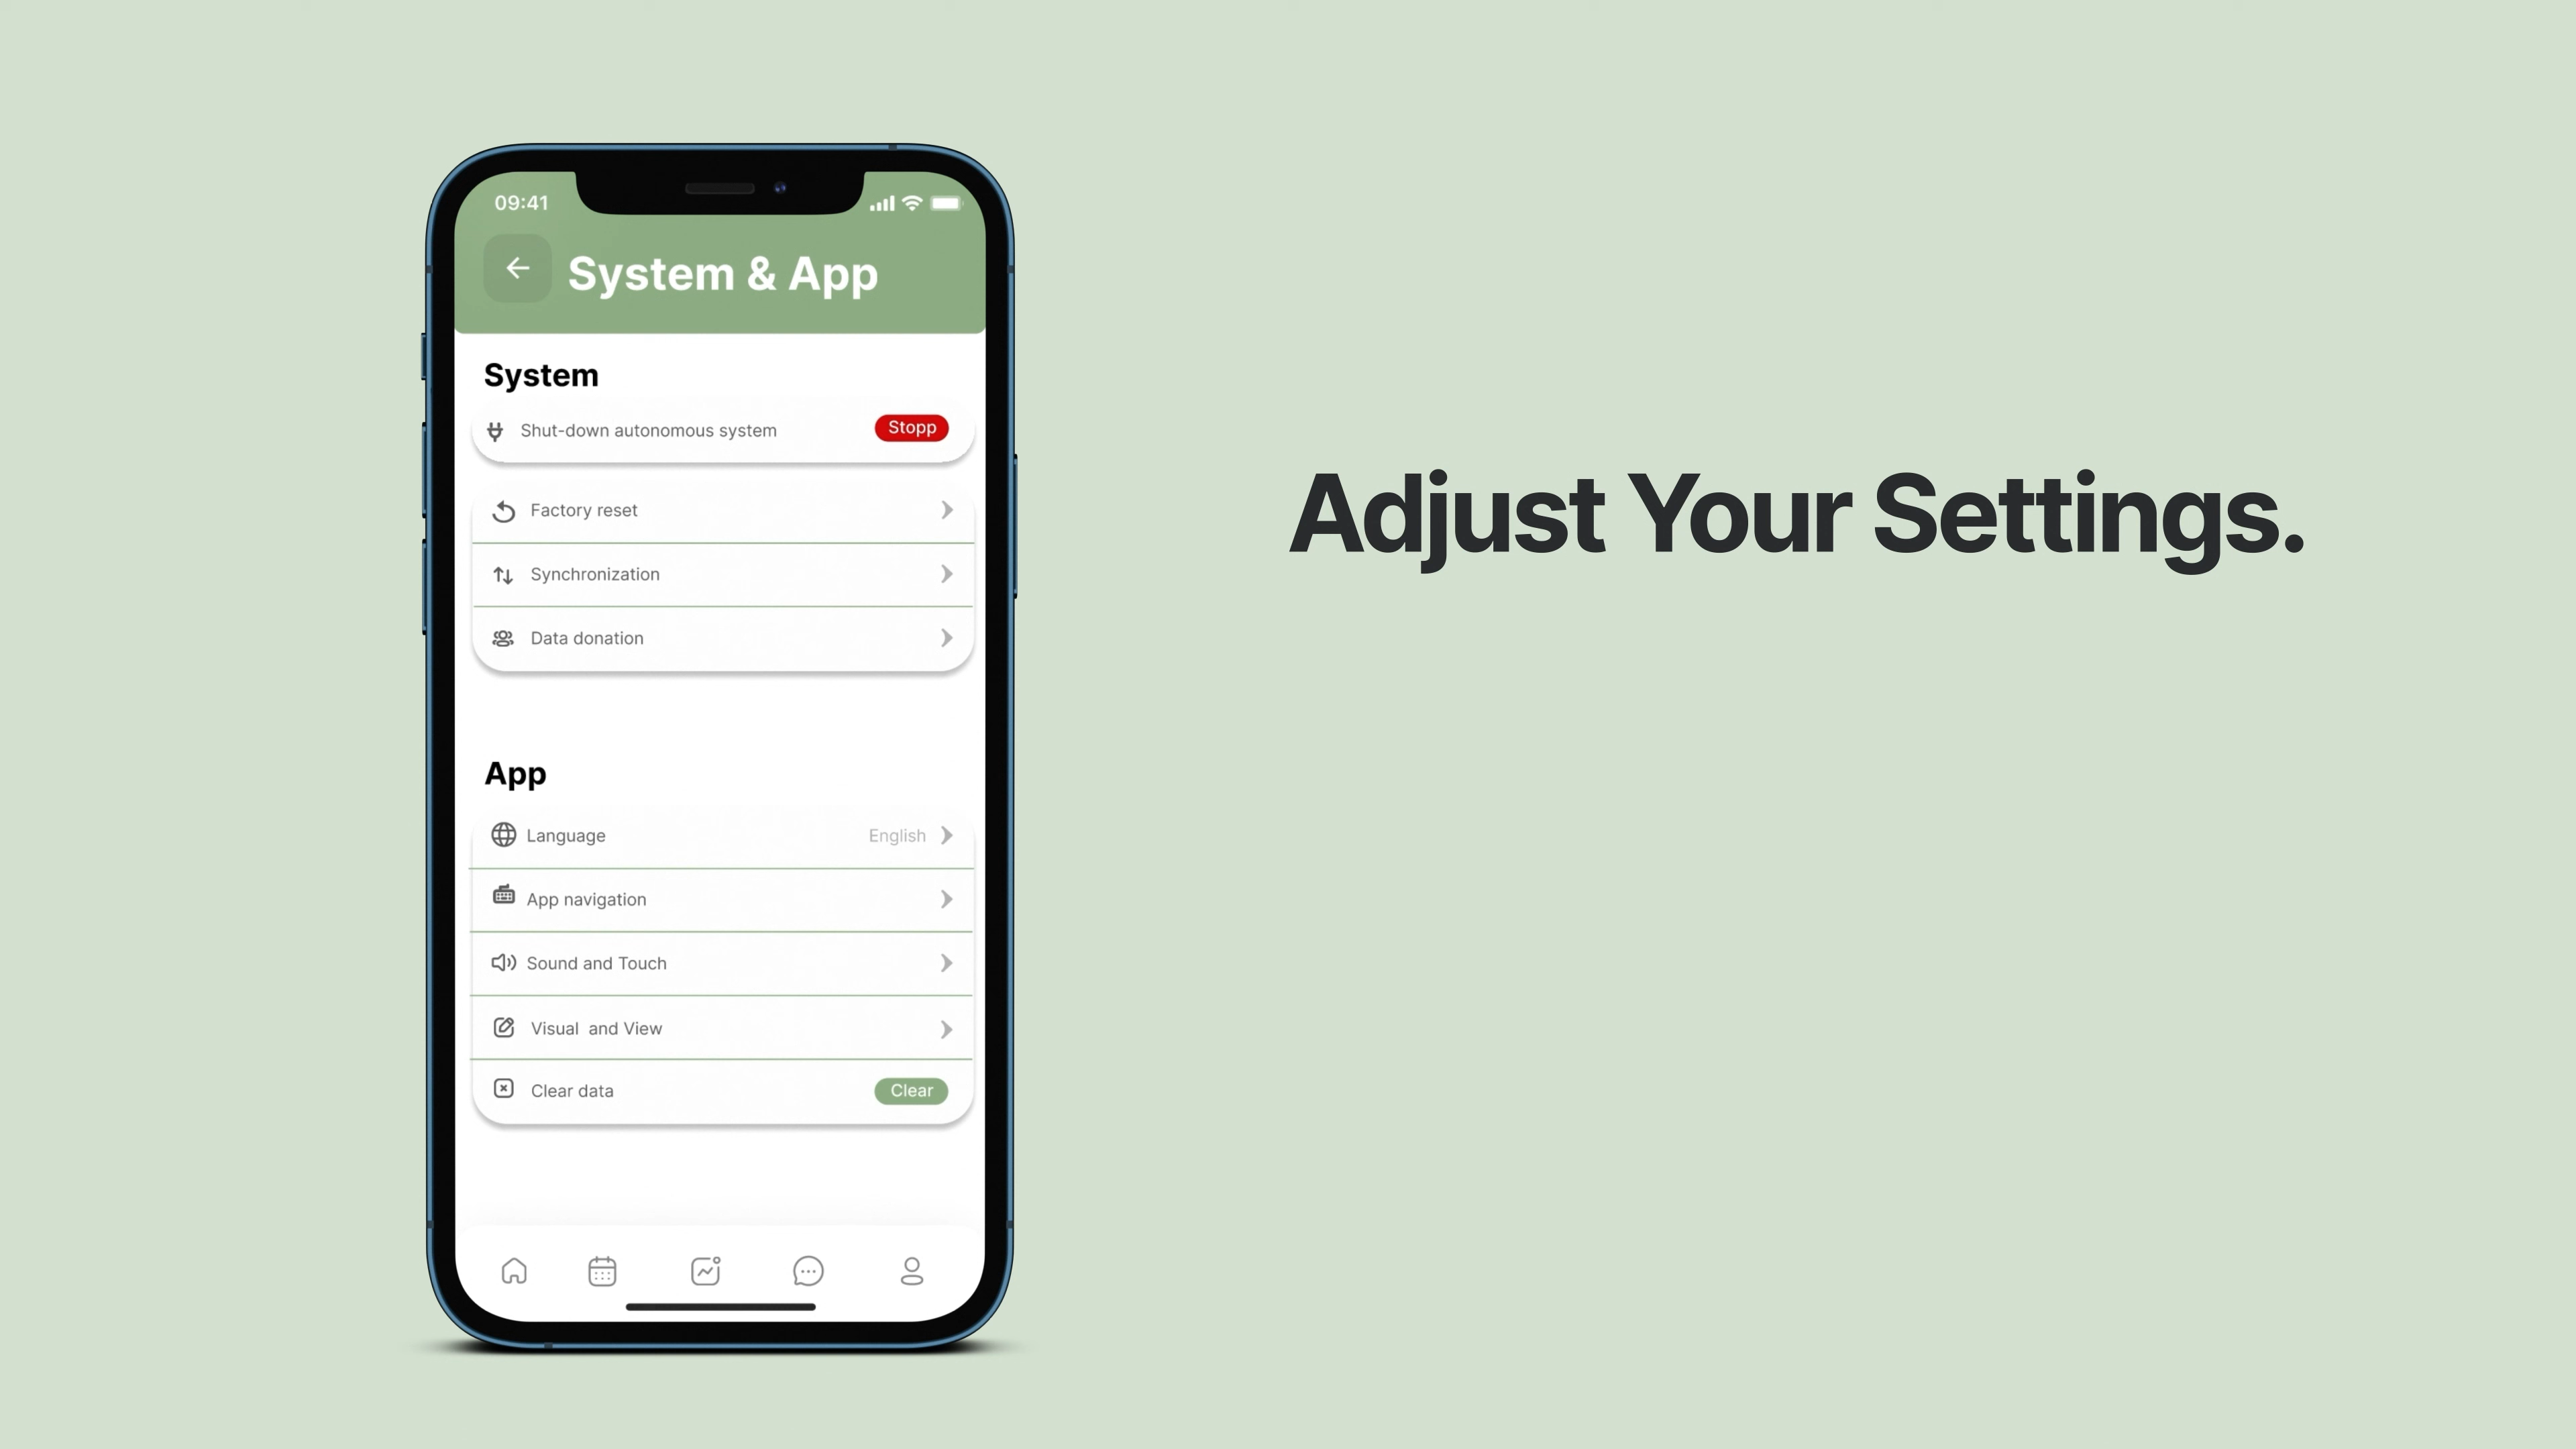 09:41
System & App
System
Shut-down autonomous system Stopp
Factory reset
Synchronization
Data donation
App
Language English
App navigation
Sound and Touch
Visual and View
Clear data Clear
Adjust Your Settings.